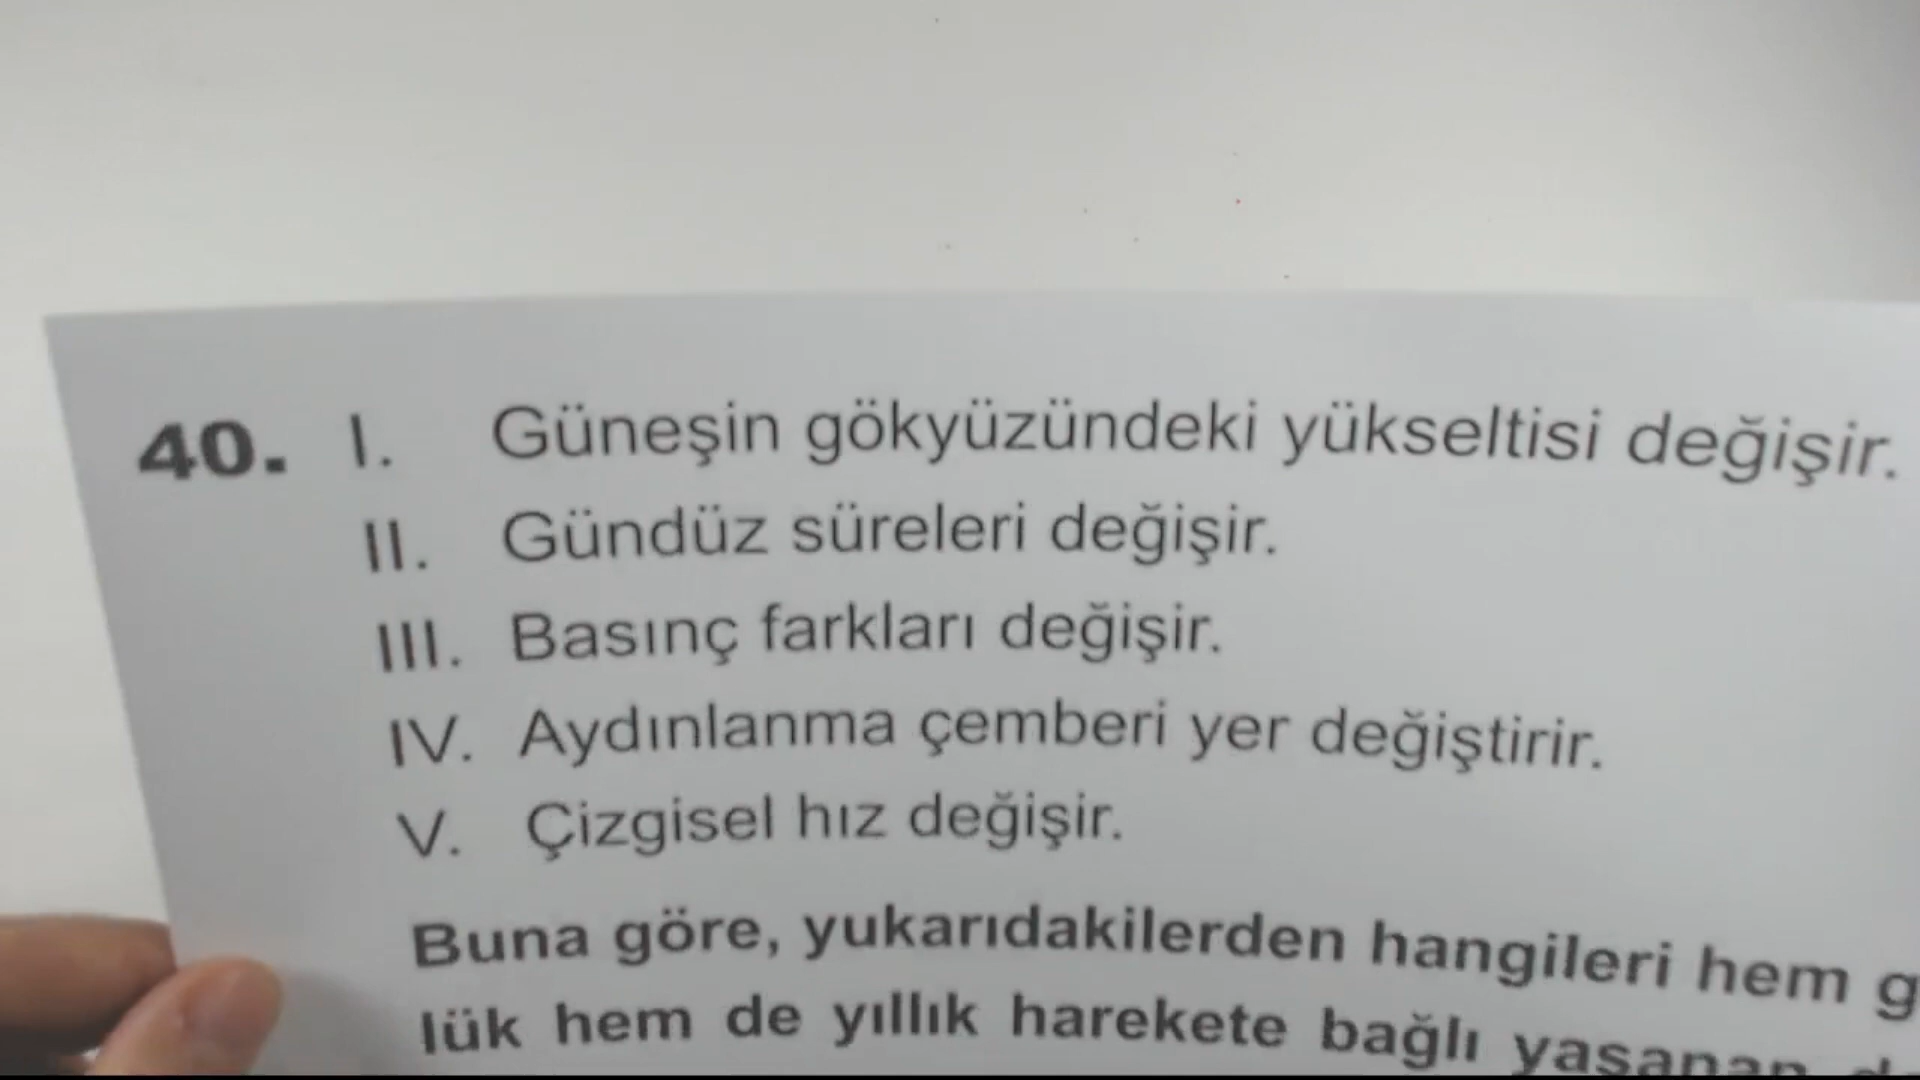 40. I. Güneşin gökyüzündeki yükseltisi değişir.
II. Gündüz süreleri değişir.
III. Basınç farkları değişir.
IV. Aydınlanma çemberi yer değiştirir.
V. Çizgisel hız değişir.
Buna göre, yukarıdakilerden hangileri hem g
lük hem de yıllık harekete bağlı yaşanan